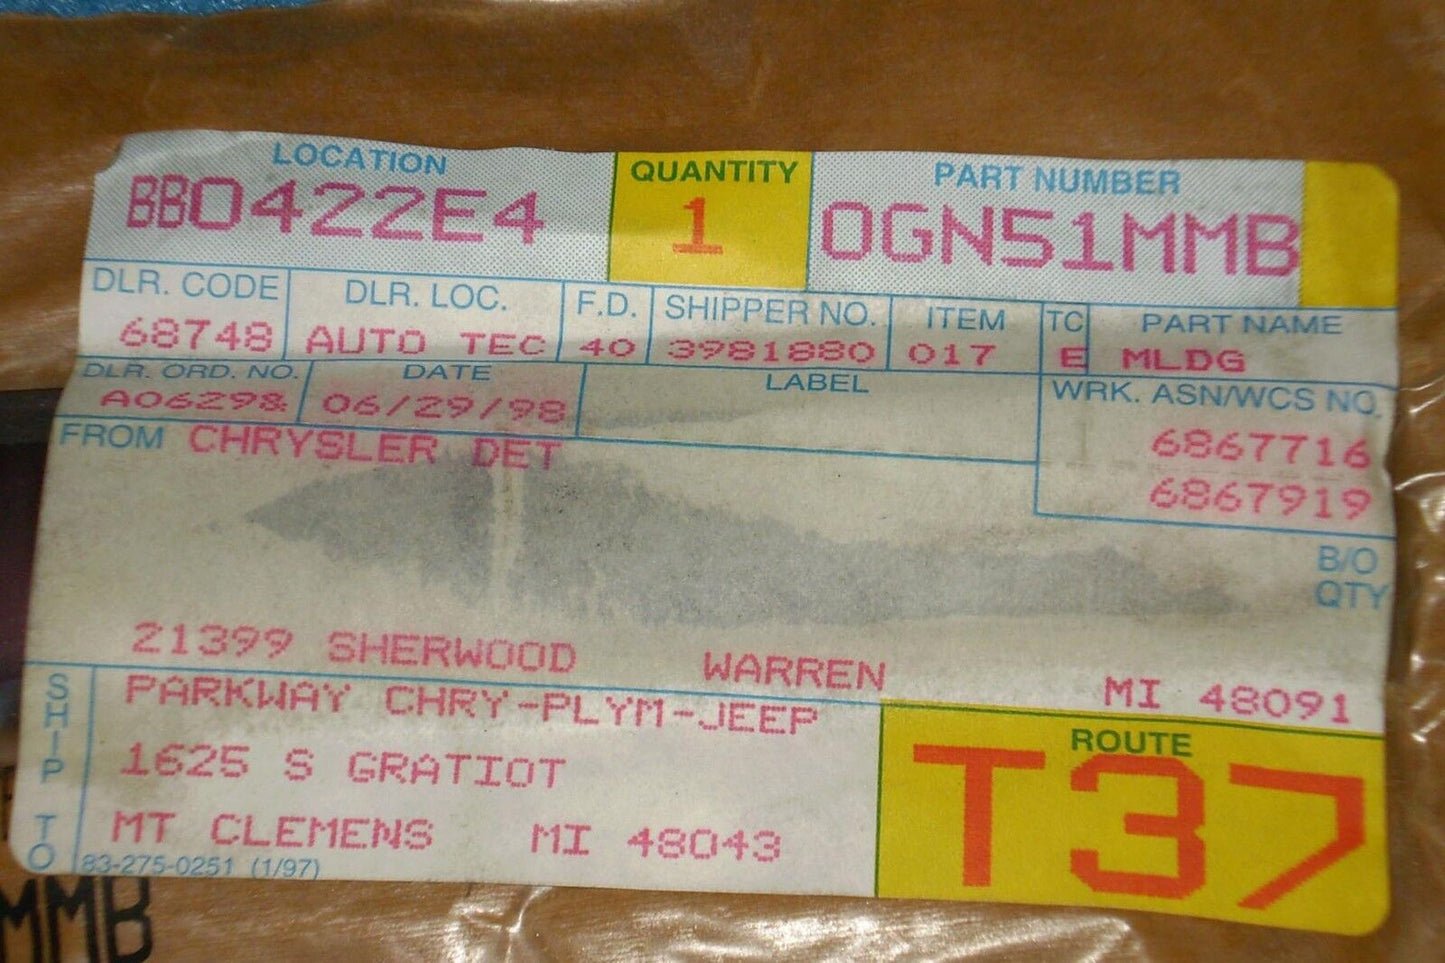 LOCATION QUANTITY PART NUMBER
BB0422E4 1 0GN51MMB
DLR. CODE DLR. LOC. F.D. SHIPPER NO. ITEM TC PART NAME
68748 AUTO TEC 40 3981880 017 E MLDG
DLR. ORD. NO. DATE LABEL WRK. ASN/WCS NO.
A06298 06/29/98
6867716
6867919
FROM CHRYSLER DET
B/O
QTY
21399 SHERWOOD WARREN MI 48091
SHIP TO
PARKWAY CHRY-PLYM-JEEP
1625 S GRATIOT
MT CLEMENS MI 48043
83-275-0251 (1/97)
ROUTE
T37
MMB